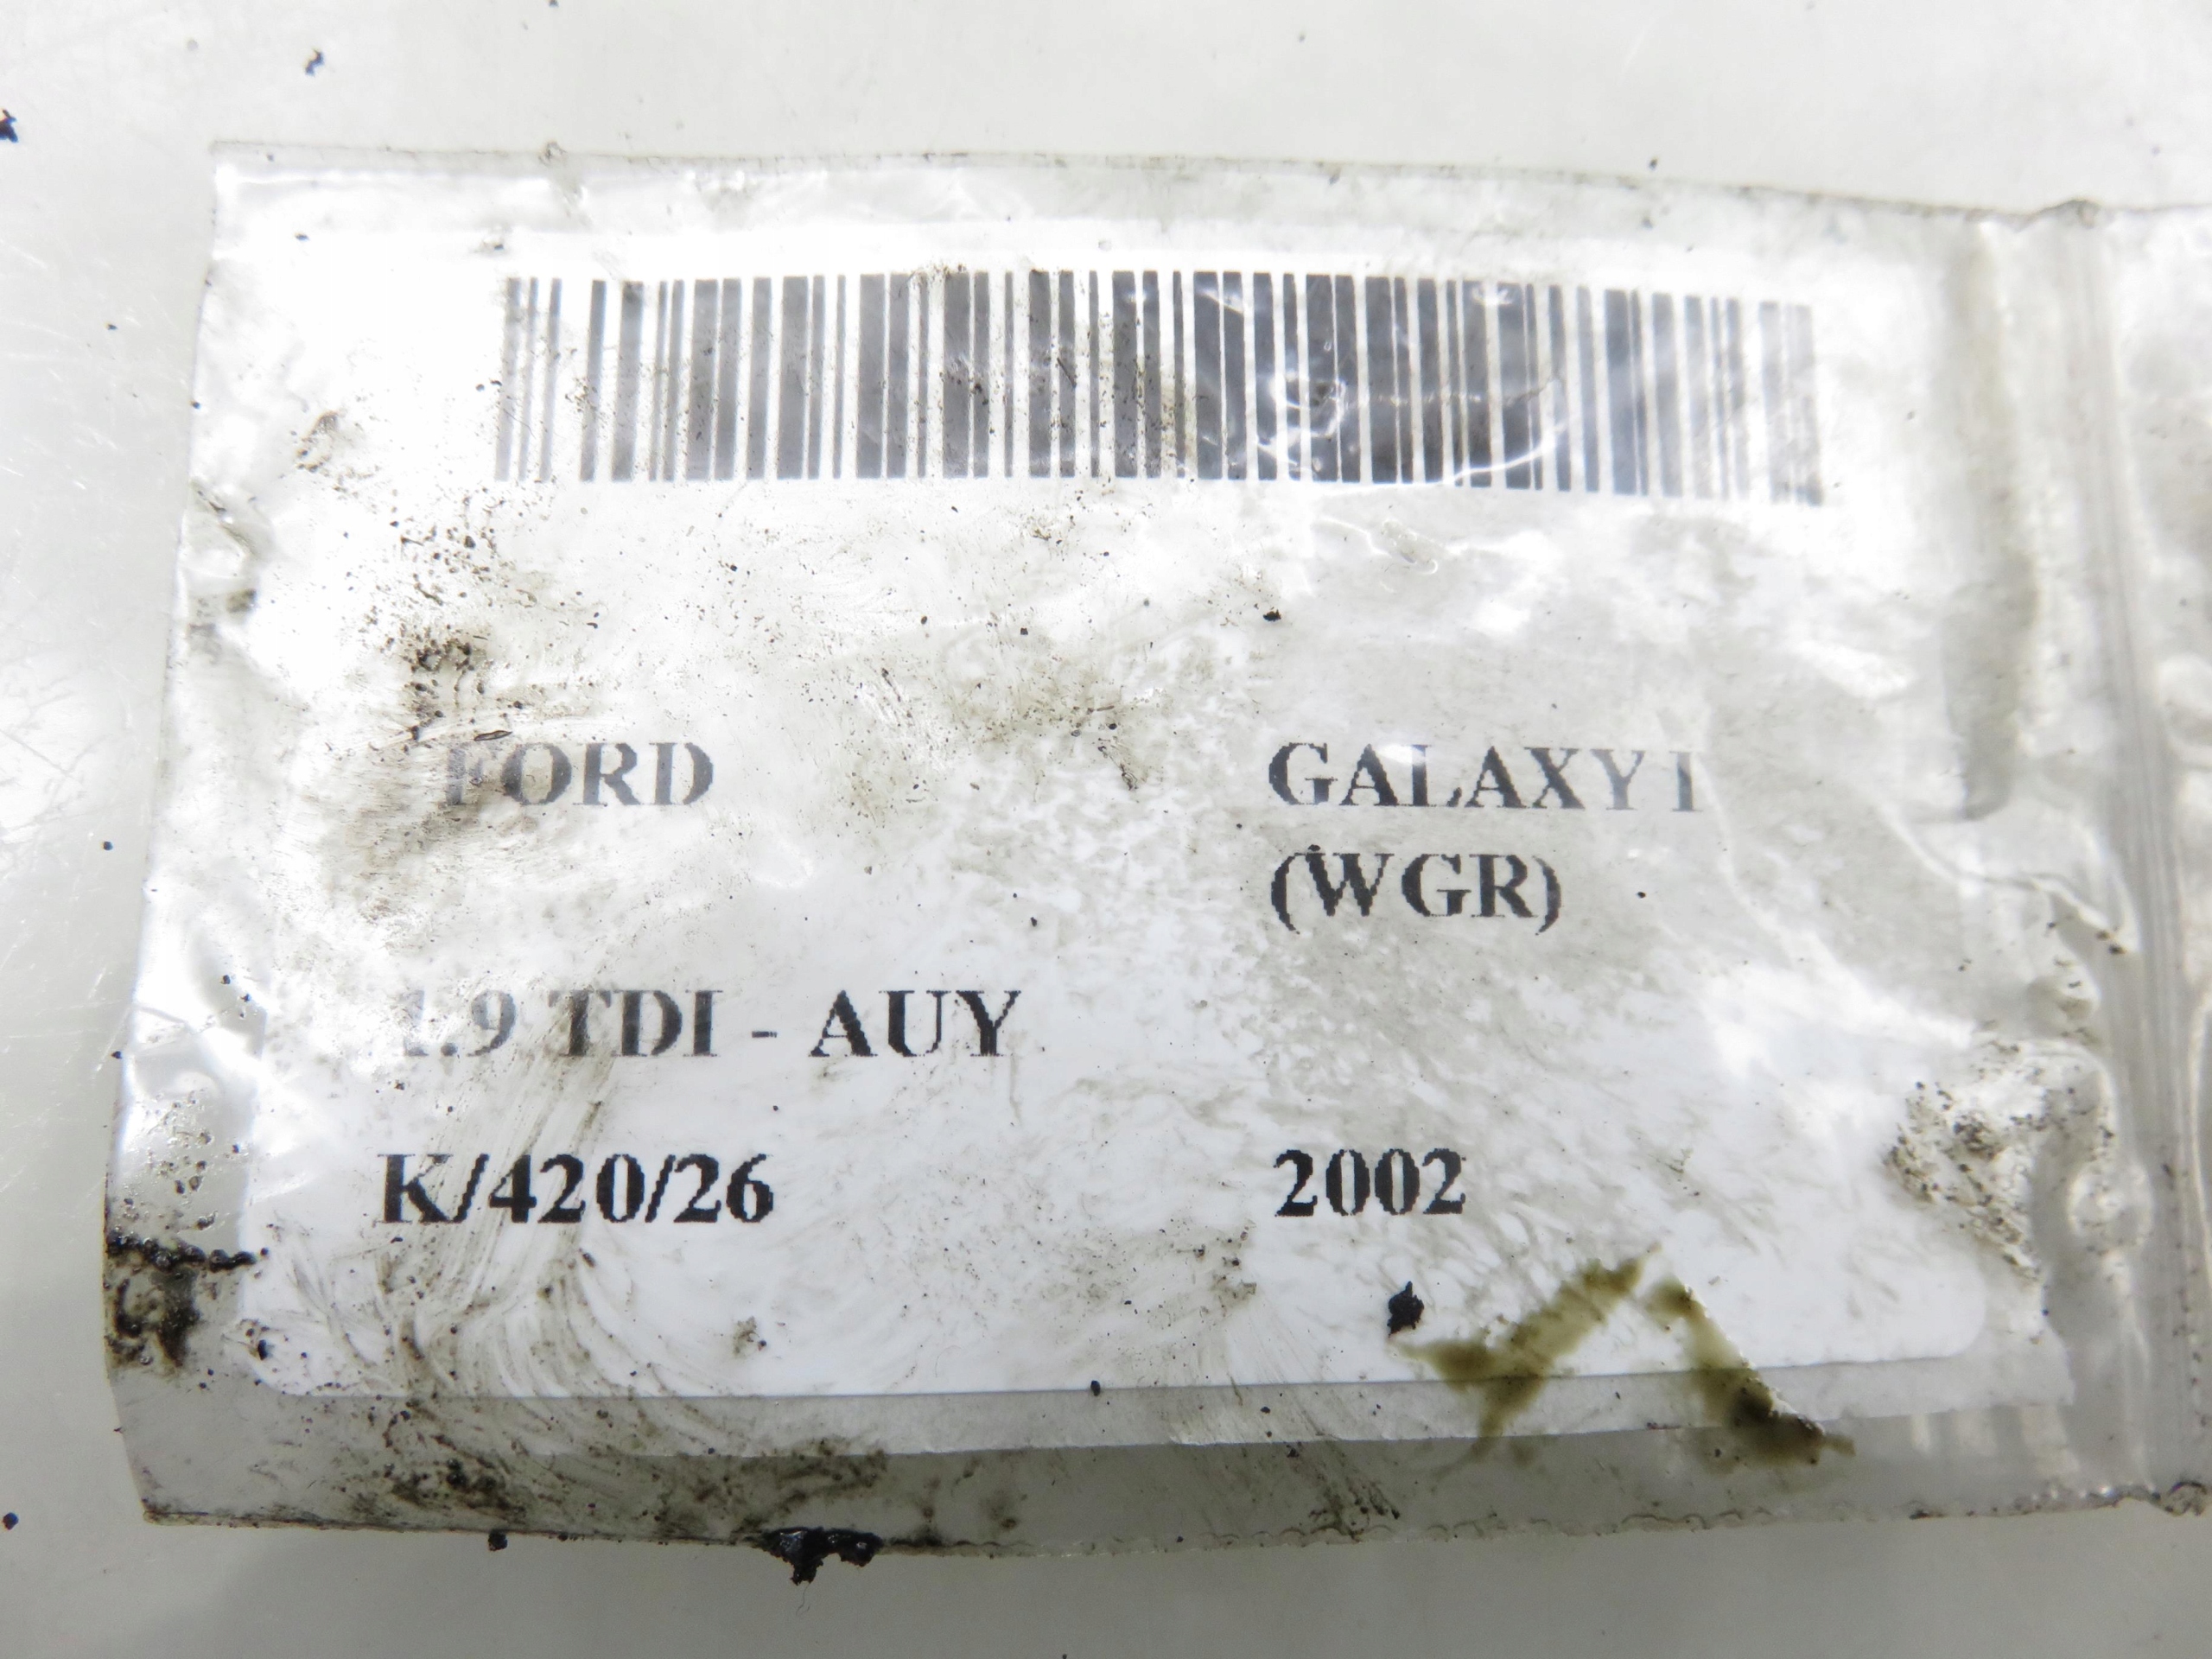 FORD GALAXY I
(WGR)
1.9 TDI - AUY
K/420/26 2002